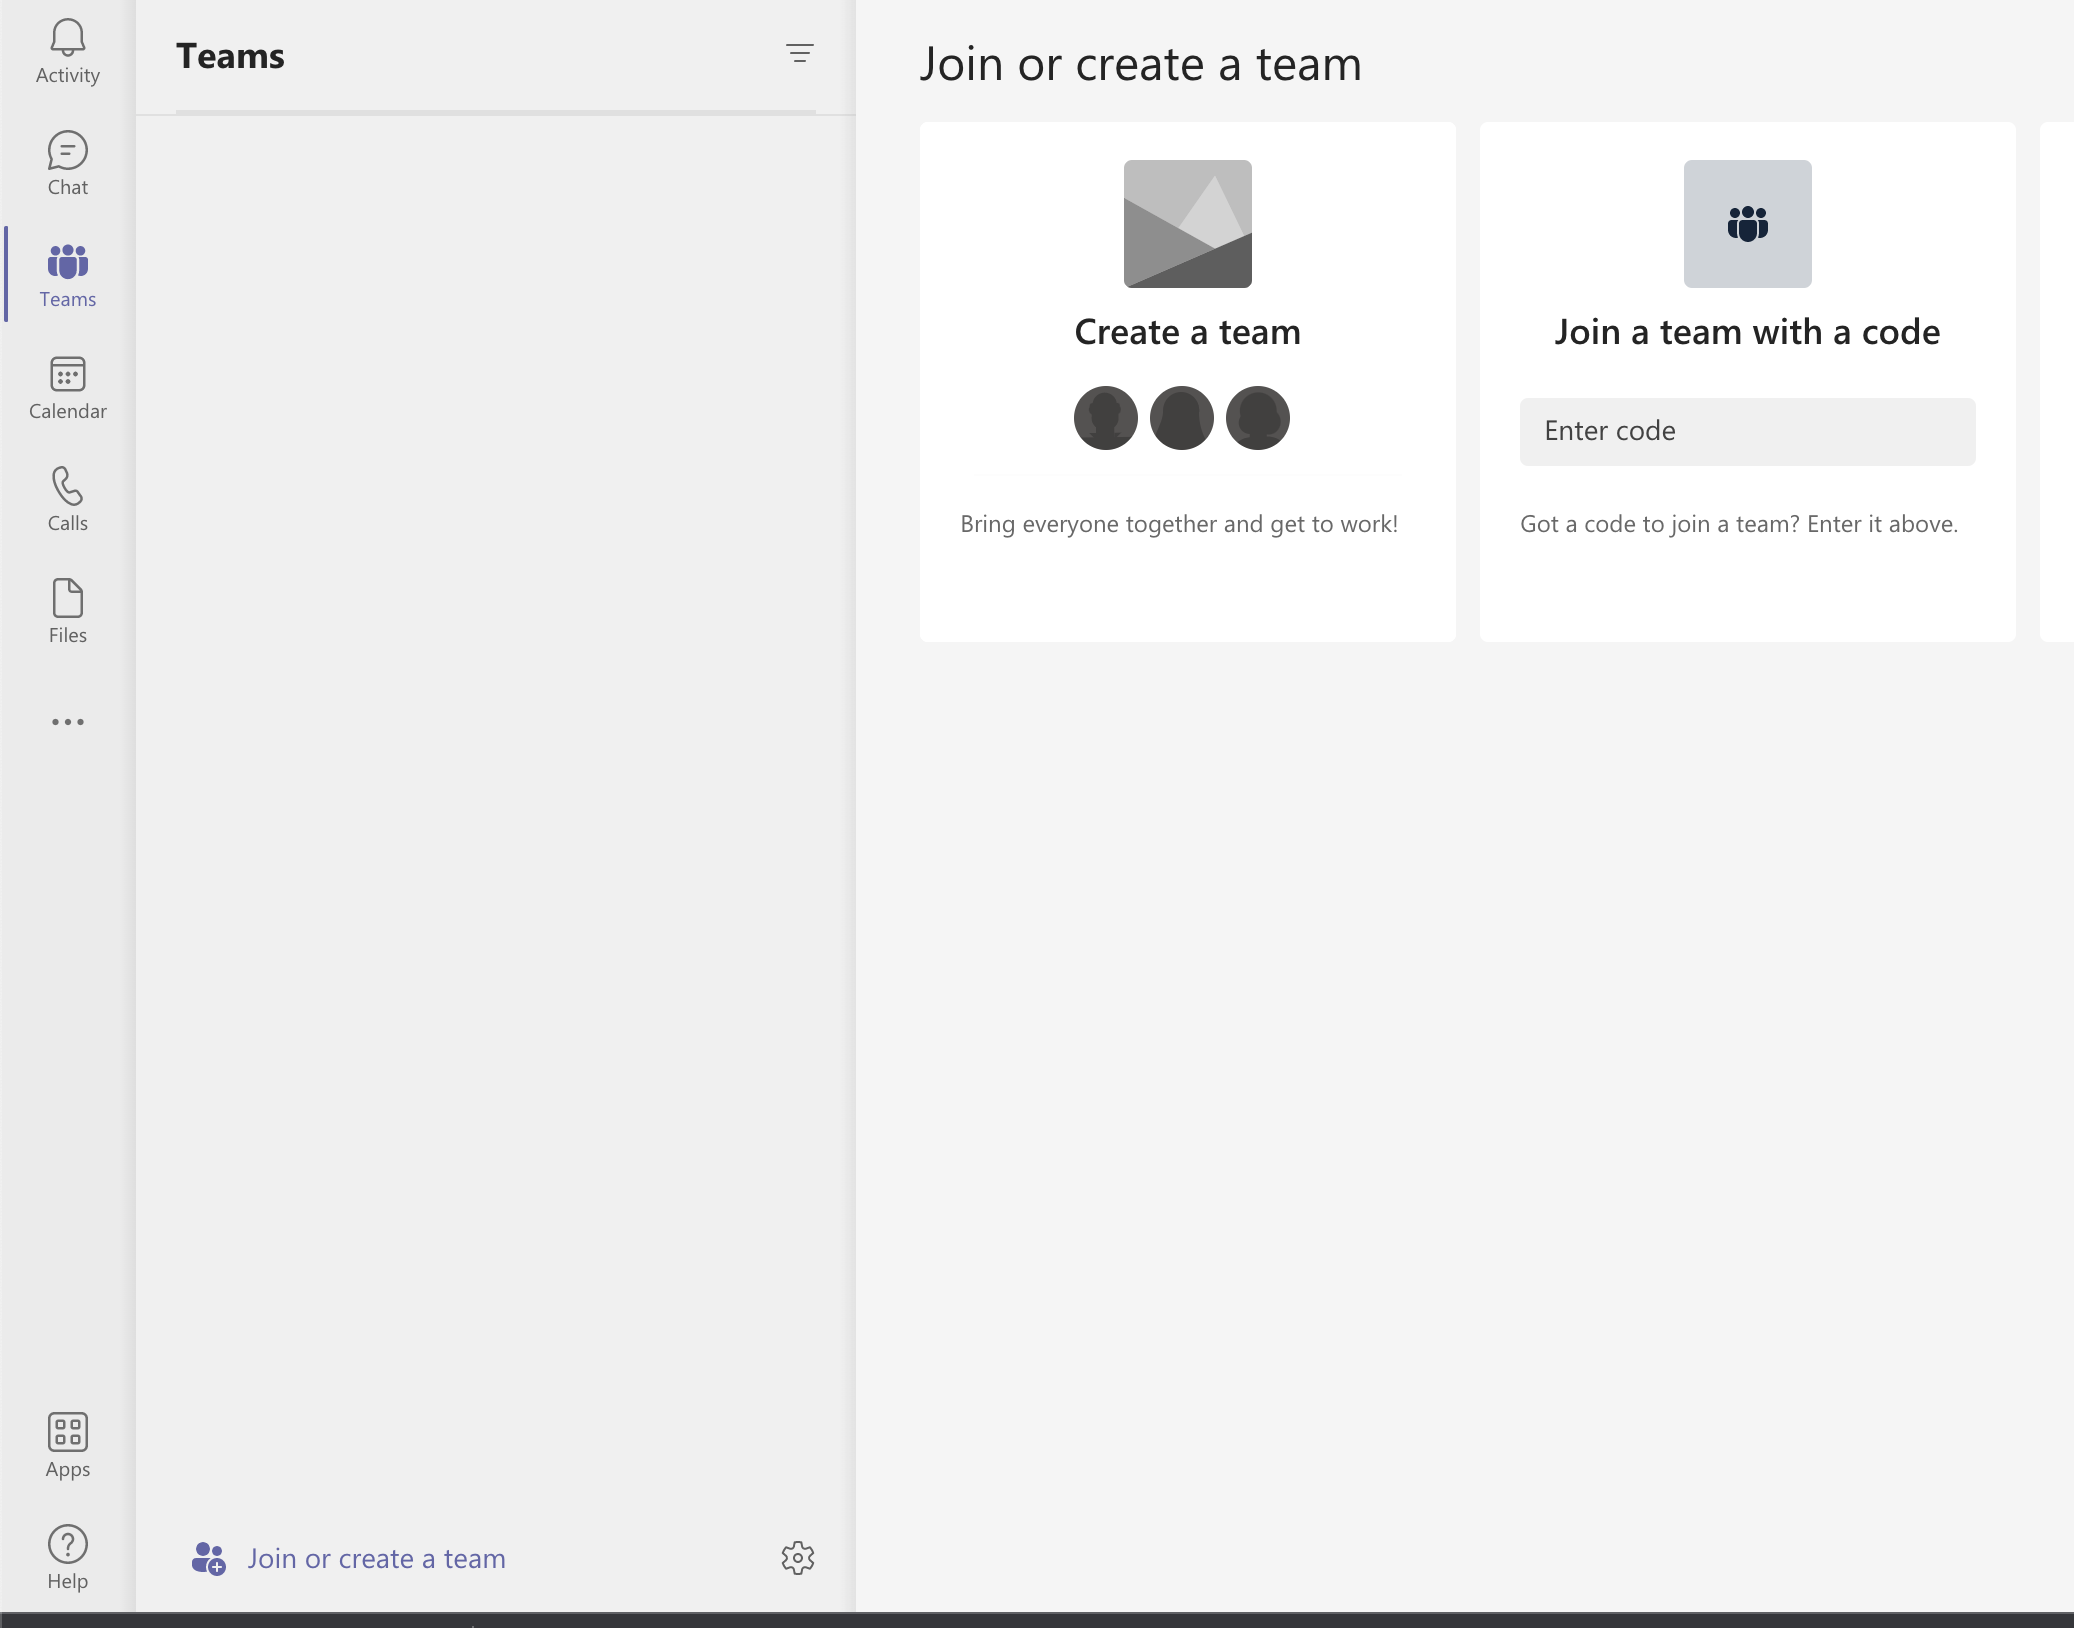 Activity
Chat
Teams
Calendar
Calls
Files
Apps
Help
Teams
Join or create a team
Join or create a team
Create a team
Bring everyone together and get to work!
Join a team with a code
Enter code
Got a code to join a team? Enter it above.